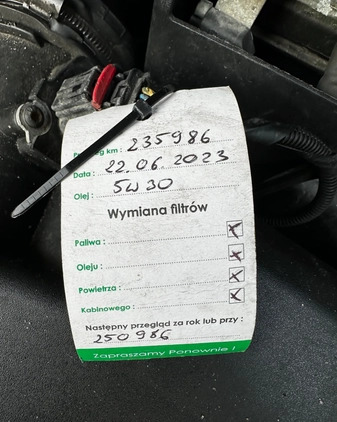 km : 235986
Data : 22.06.2023
Olej : 5W30
Wymiana filtrów
Paliwa : X
Oleju : X
Powietrza : X
Kabinowego : X
Następny przegląd za rok lub przy :
250986
Zapraszamy Ponownie !